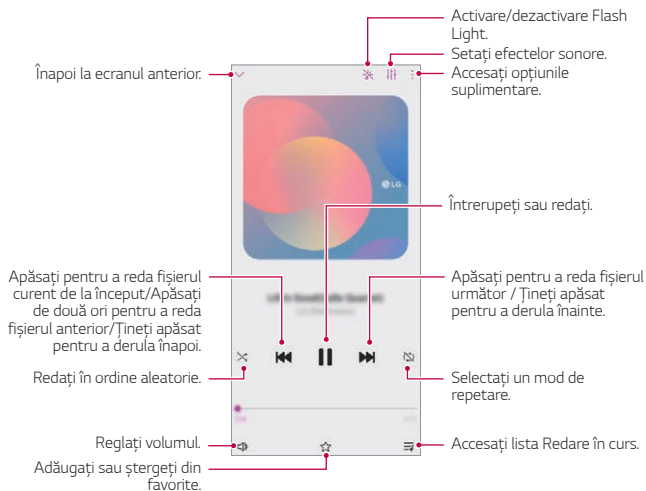 Activare/dezactivare Flash
Light.
Setați efectelor sonore.
Înapoi la ecranul anterior.
Accesați opțiunile
suplimentare.
LG
Întrerupeți sau redați.
Apăsați pentru a reda fișierul
curent de la început/Apăsați
de două ori pentru a reda
fișierul anterior/Țineți apăsat
pentru a derula înapoi.
Apăsați pentru a reda fișierul
următor / Țineți apăsat
pentru a derula înainte.
Redați în ordine aleatorie.
Selectați un mod de
repetare.
Reglați volumul.
Accesați lista Redare în curs.
Adăugați sau ștergeți din
favorite.